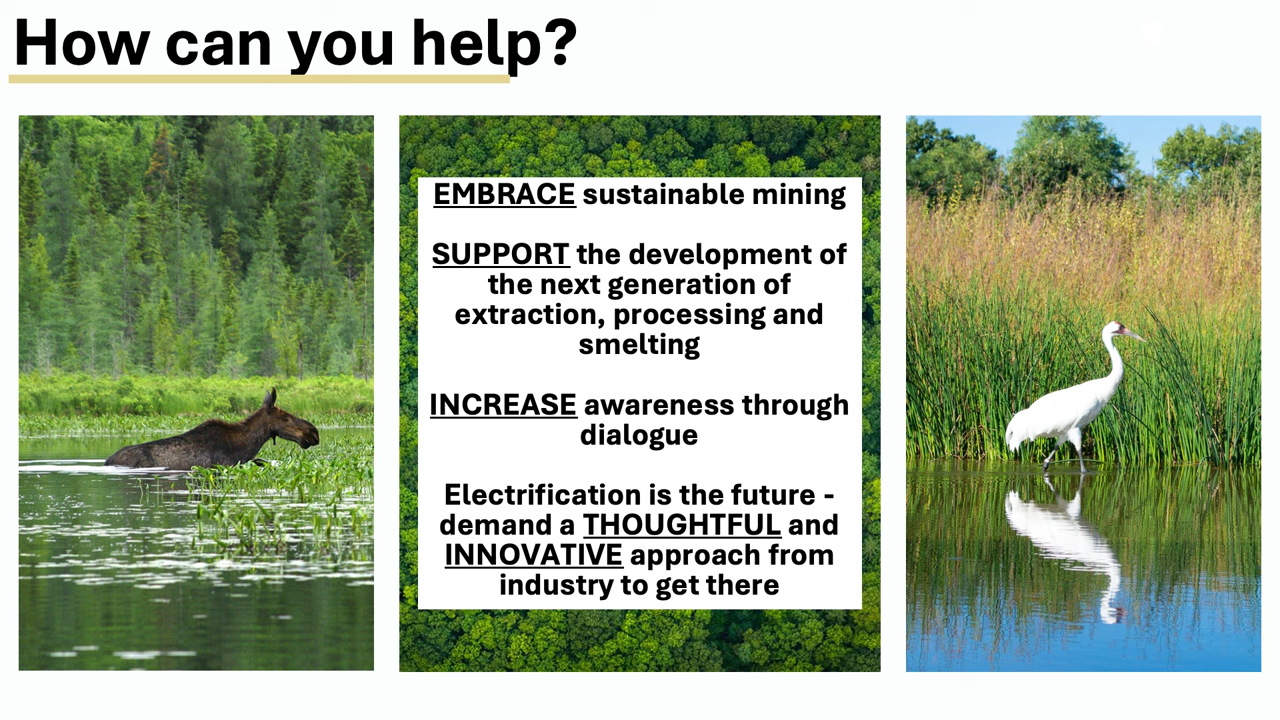 How can you help?
EMBRACE sustainable mining
SUPPORT the development of
the next generation of
extraction, processing and
smelting
INCREASE awareness through
dialogue
Electrification is the future -
demand a THOUGHTFUL and
INNOVATIVE approach from
industry to get there